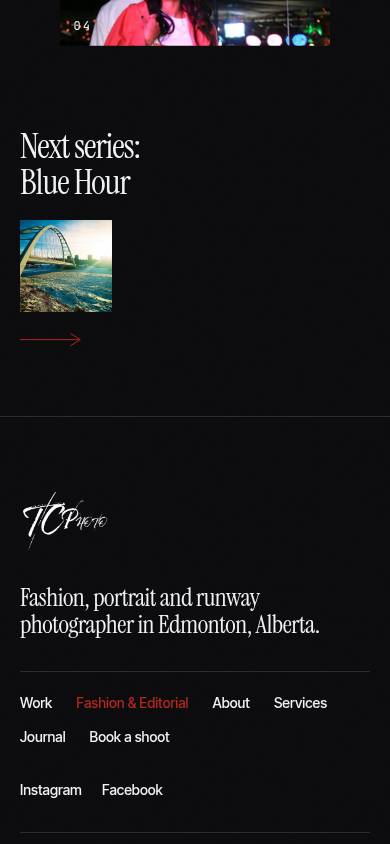 04
Next series:
Blue Hour
TCPhoto
Fashion, portrait and runway
photographer in Edmonton, Alberta.
Work Fashion & Editorial About Services
Journal Book a shoot
Instagram Facebook